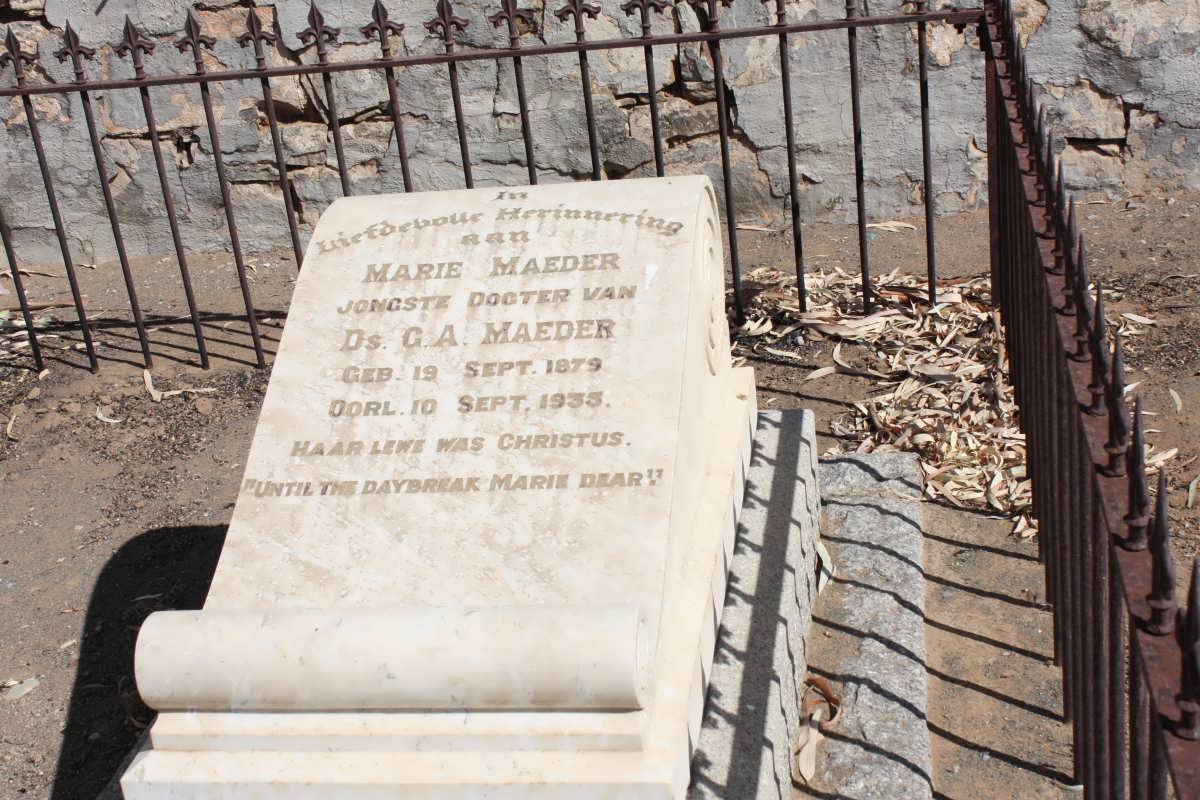 In
Liefdevolle Herinnering
aan
MARIE MAEDER
JONGSTE DOGTER VAN
DS. G. A. MAEDER
GEB. 19 SEPT. 1879
OORL. 10 SEPT. 1935.
HAAR LEWE WAS CHRISTUS.
"UNTIL THE DAYBREAK MARIE DEAR".